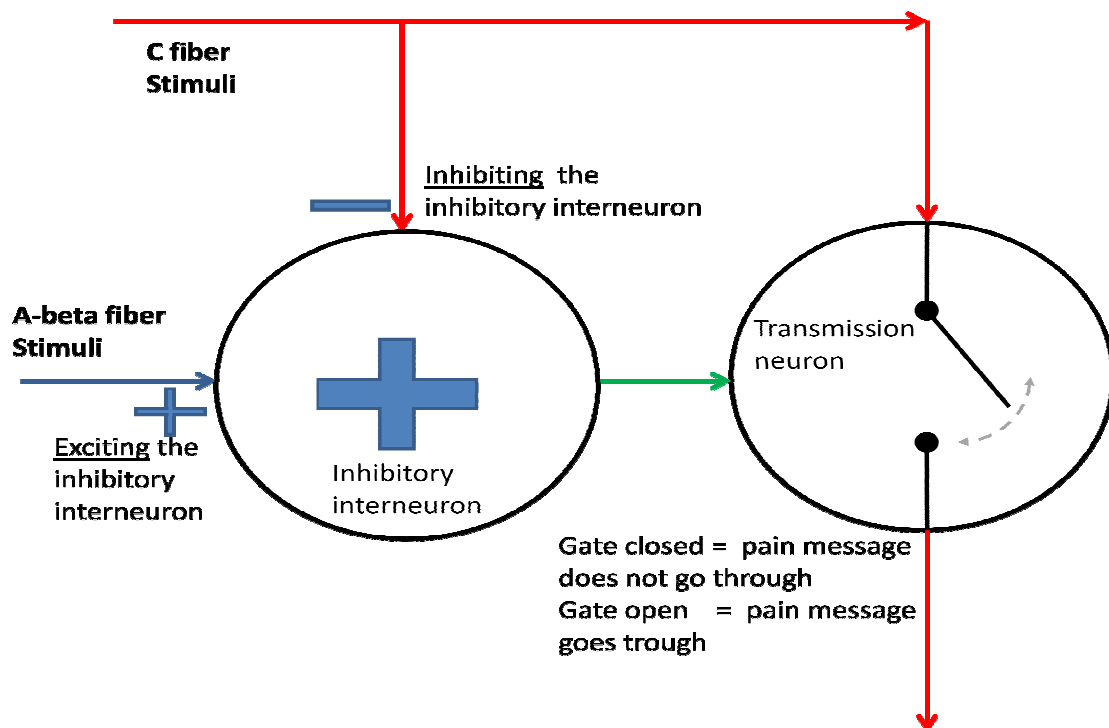 C fiber
Stimuli
Inhibiting the
inhibitory interneuron
A-beta fiber
Stimuli
Exciting the
inhibitory
interneuron
Inhibitory
interneuron
Transmission
neuron
Gate closed = pain message
does not go through
Gate open = pain message
goes trough